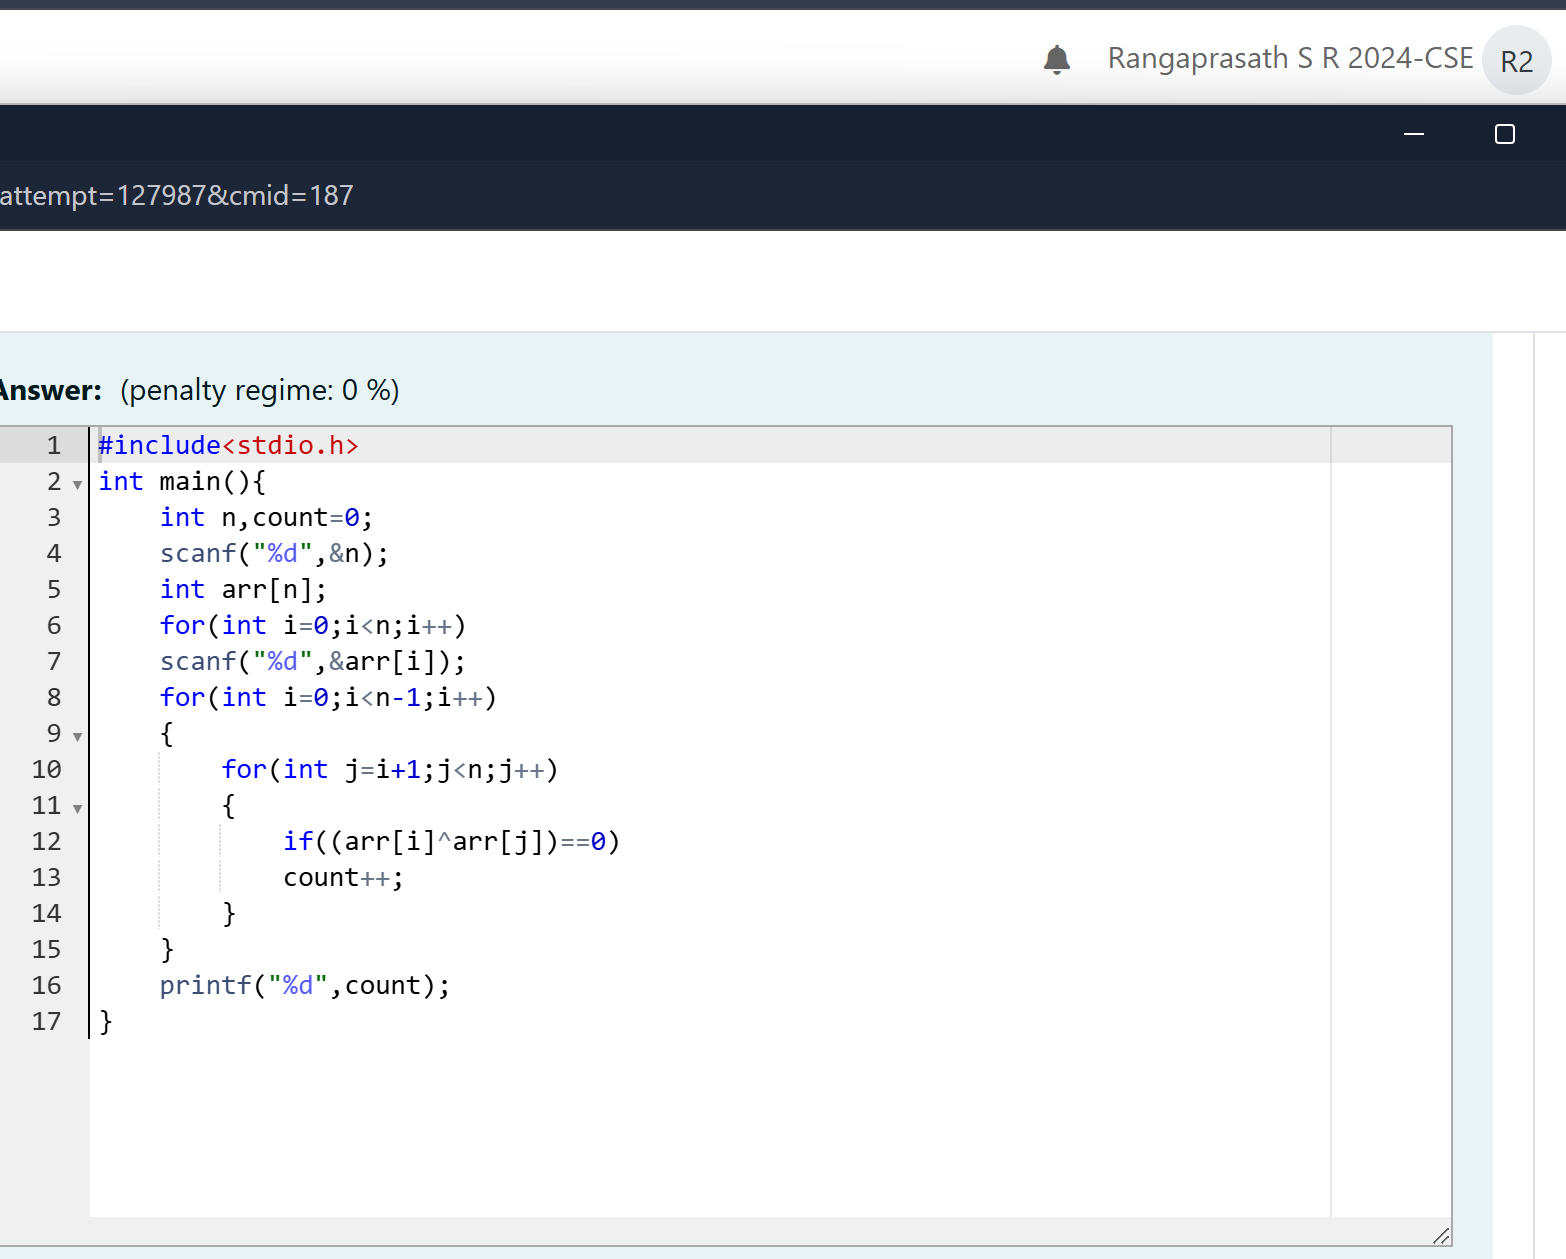 Rangaprasath S R 2024-CSE R2
attempt=127987&cmid=187
Answer: (penalty regime: 0 %)
1 #include<stdio.h>
2 int main(){
3     int n,count=0;
4     scanf("%d",&n);
5     int arr[n];
6     for(int i=0;i<n;i++)
7     scanf("%d",&arr[i]);
8     for(int i=0;i<n-1;i++)
9     {
10         for(int j=i+1;j<n;j++)
11         {
12             if((arr[i]^arr[j])==0)
13             count++;
14         }
15     }
16     printf("%d",count);
17 }